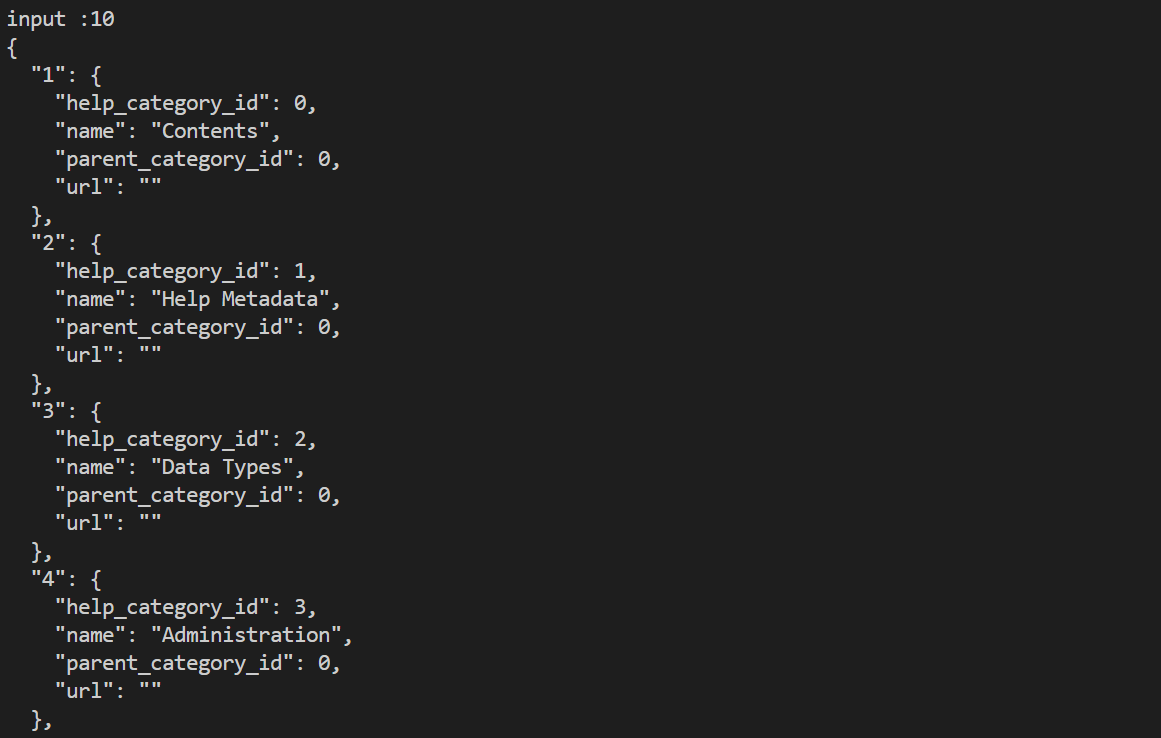 input :10
{
  "1": {
    "help_category_id": 0,
    "name": "Contents",
    "parent_category_id": 0,
    "url": ""
  },
  "2": {
    "help_category_id": 1,
    "name": "Help Metadata",
    "parent_category_id": 0,
    "url": ""
  },
  "3": {
    "help_category_id": 2,
    "name": "Data Types",
    "parent_category_id": 0,
    "url": ""
  },
  "4": {
    "help_category_id": 3,
    "name": "Administration",
    "parent_category_id": 0,
    "url": ""
  },